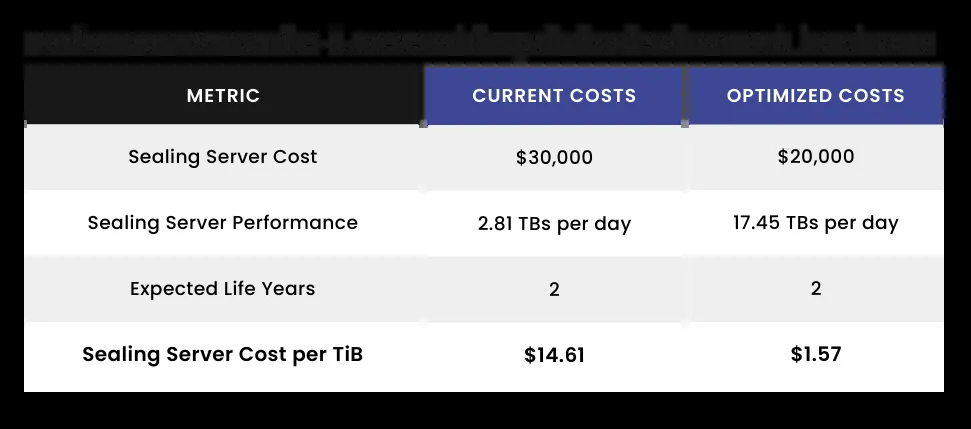 METRIC CURRENT COSTS OPTIMIZED COSTS
Sealing Server Cost $30,000 $20,000
Sealing Server Performance 2.81 TBs per day 17.45 TBs per day
Expected Life Years 2 2
Sealing Server Cost per TiB $14.61 $1.57